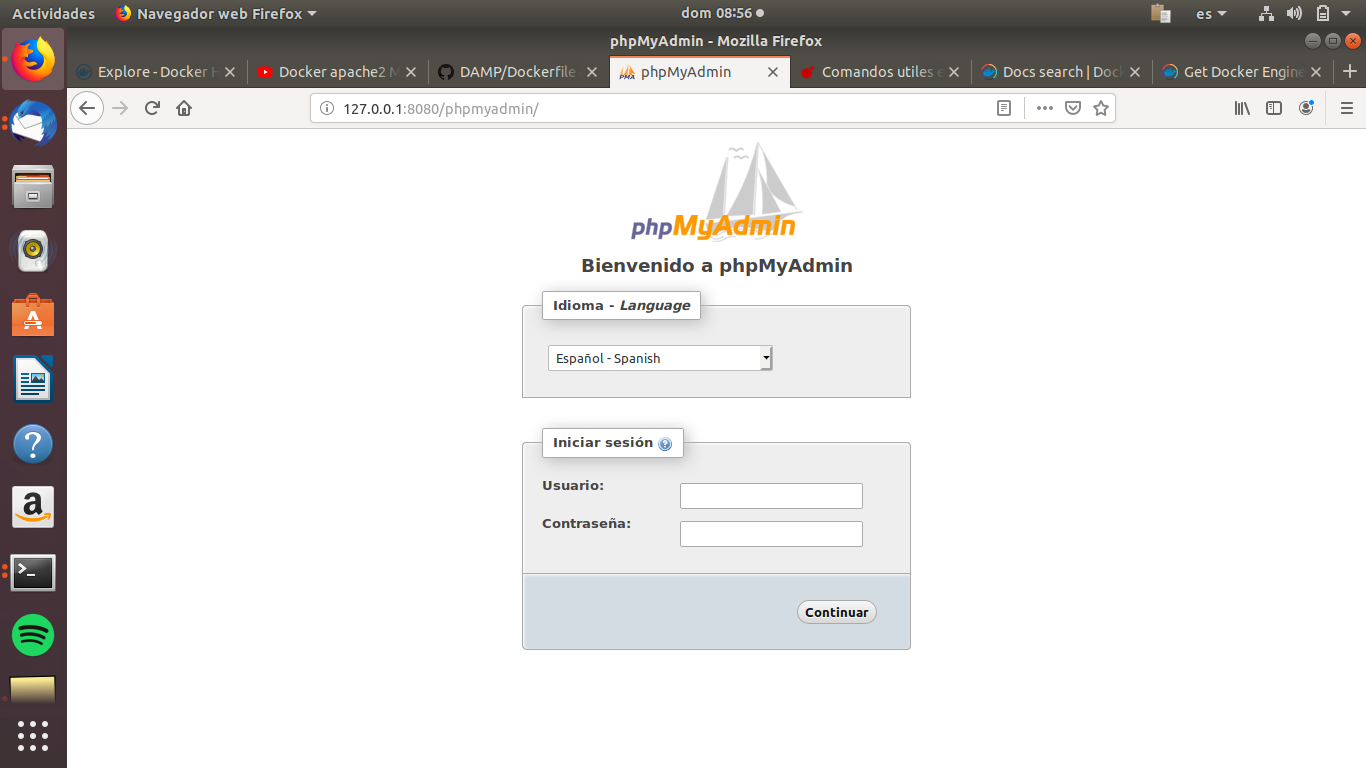 Actividades Navegador web Firefox dom 08:56 es
phpMyAdmin - Mozilla Firefox
Explore - Docker H Docker apache2 M DAMP/Dockerfile phpMyAdmin Comandos utiles e Docs search | Doc Get Docker Engine
127.0.0.1:8080/phpmyadmin/
phpMyAdmin
Bienvenido a phpMyAdmin
Idioma - Language
Español - Spanish
Iniciar sesión
Usuario:
Contraseña:
Continuar